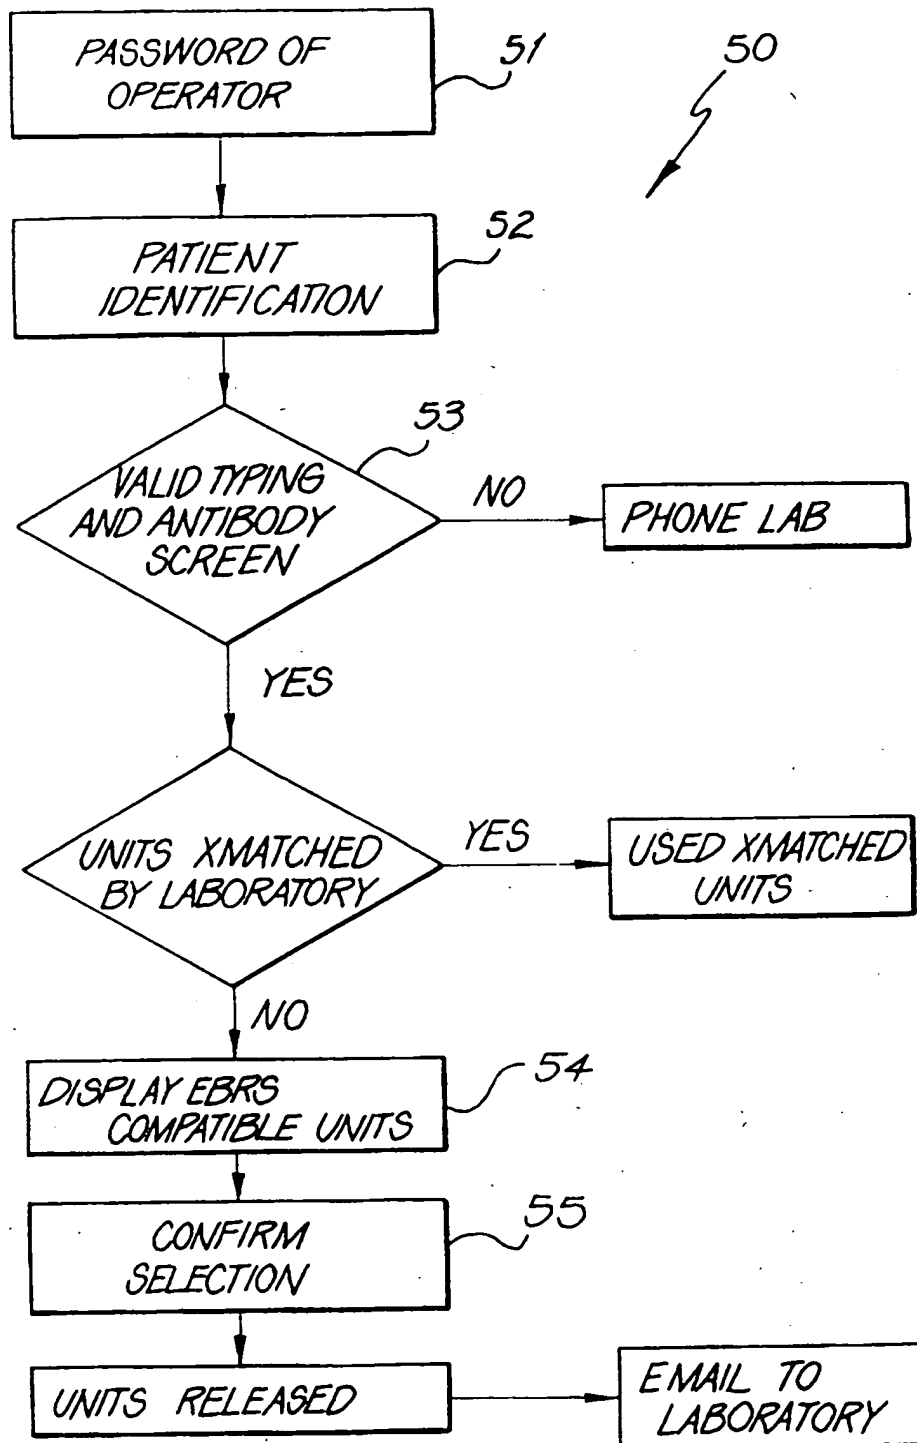 PASSWORD OF
OPERATOR
51
50
PATIENT
IDENTIFICATION
52
VALID TYPING
AND ANTIBODY
SCREEN
53
NO
PHONE LAB
YES
UNITS XMATCHED
BY LABORATORY
YES
USED XMATCHED
UNITS
NO
DISPLAY EBRS
COMPATIBLE UNITS
54
CONFIRM
SELECTION
55
UNITS RELEASED
EMAIL TO
LABORATORY